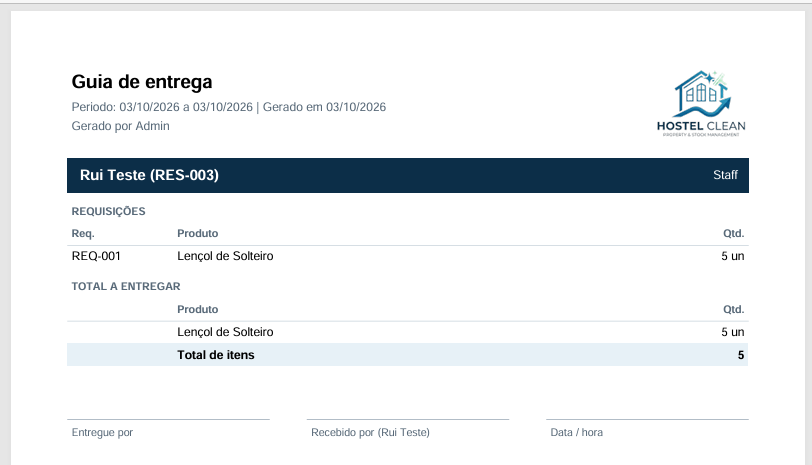 Guia de entrega
Periodo: 03/10/2026 a 03/10/2026 | Gerado em 03/10/2026
Gerado por Admin
HOSTEL CLEAN
PROPERTY & STOCK MANAGEMENT
Rui Teste (RES-003) Staff
REQUISIÇÕES
Req. Produto Qtd.
REQ-001 Lençol de Solteiro 5 un
TOTAL A ENTREGAR
Produto Qtd.
Lençol de Solteiro 5 un
Total de itens 5
Entregue por Recebido por (Rui Teste) Data / hora